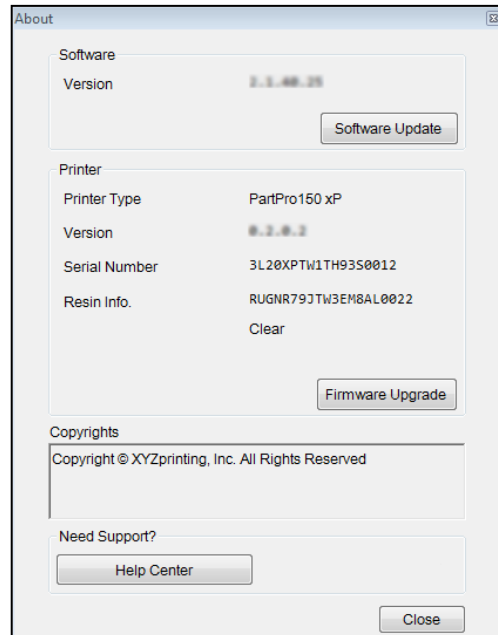 About
Software
Version
Software Update
Printer
Printer Type PartPro150 xP
Version
Serial Number 3L20XPTW1TH93S0012
Resin Info. RUGNR79JTW3EM8AL0022
Clear
Firmware Upgrade
Copyrights
Copyright © XYZprinting, Inc. All Rights Reserved
Need Support?
Help Center
Close